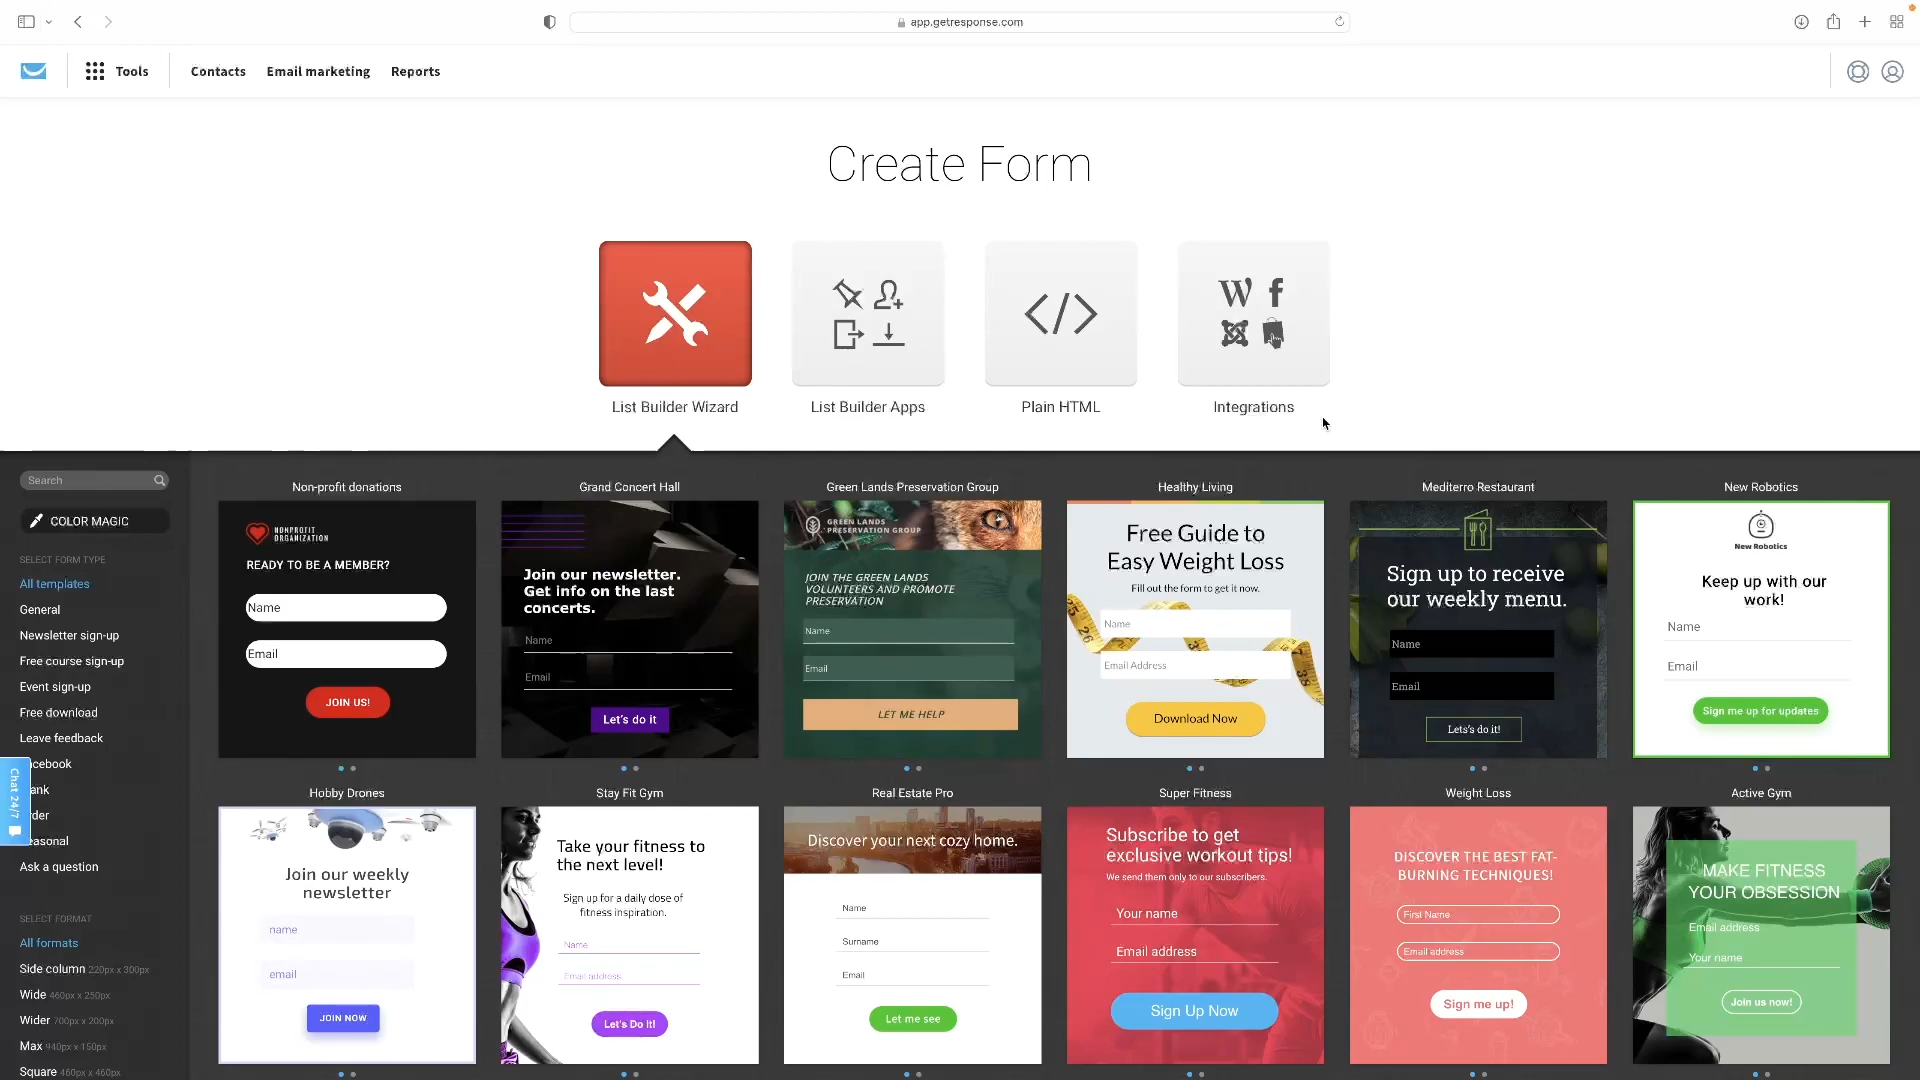 app.getresponse.com
Tools
Contacts
Email marketing
Reports
Create Form
List Builder Wizard
List Builder Apps
Plain HTML
Integrations
Search
COLOR MAGIC
SELECT FORM TYPE
All templates
General
Newsletter sign-up
Free course sign-up
Event sign-up
Free download
Leave feedback
cebook
ank
rder
easonal
Ask a question
Chat 24/7
SELECT FORMAT
All formats
Side column 220px x 300px
Wide 460px x 250px
Wider 700px x 200px
Max 940px x 150px
Square 460px x 460px
Non-profit donations
NONPROFIT
ORGANIZATION
READY TO BE A MEMBER?
Name
Email
JOIN US!
Grand Concert Hall
Join our newsletter.
Get info on the last
concerts.
Name
Email
Let's do it
Green Lands Preservation Group
GREEN LANDS
PRESERVATION GROUP
JOIN THE GREEN LANDS
VOLUNTEERS AND PROMOTE
PRESERVATION
Name
Email
LET ME HELP
Healthy Living
Free Guide to
Easy Weight Loss
Fill out the form to get it now.
Name
Email Address
Download Now
Mediterro Restaurant
Sign up to receive
our weekly menu.
Name
Email
Lets's do it!
New Robotics
New Robotics
Keep up with our
work!
Name
Email
Sign me up for updates
Hobby Drones
Join our weekly
newsletter
name
email
JOIN NOW
Stay Fit Gym
Take your fitness to
the next level!
Sign up for a daily dose of
fitness inspiration.
Name
Email address
Let's Do it!
Real Estate Pro
Discover your next cozy home.
Name
Surname
Email
Let me see
Super Fitness
Subscribe to get
exclusive workout tips!
We send them only to our subscribers.
Your name
Email address
Sign Up Now
Weight Loss
DISCOVER THE BEST FAT-
BURNING TECHNIQUES!
First Name
Email address
Sign me up!
Active Gym
MAKE FITNESS
YOUR OBSESSION
Email address
Your name
Join us now!